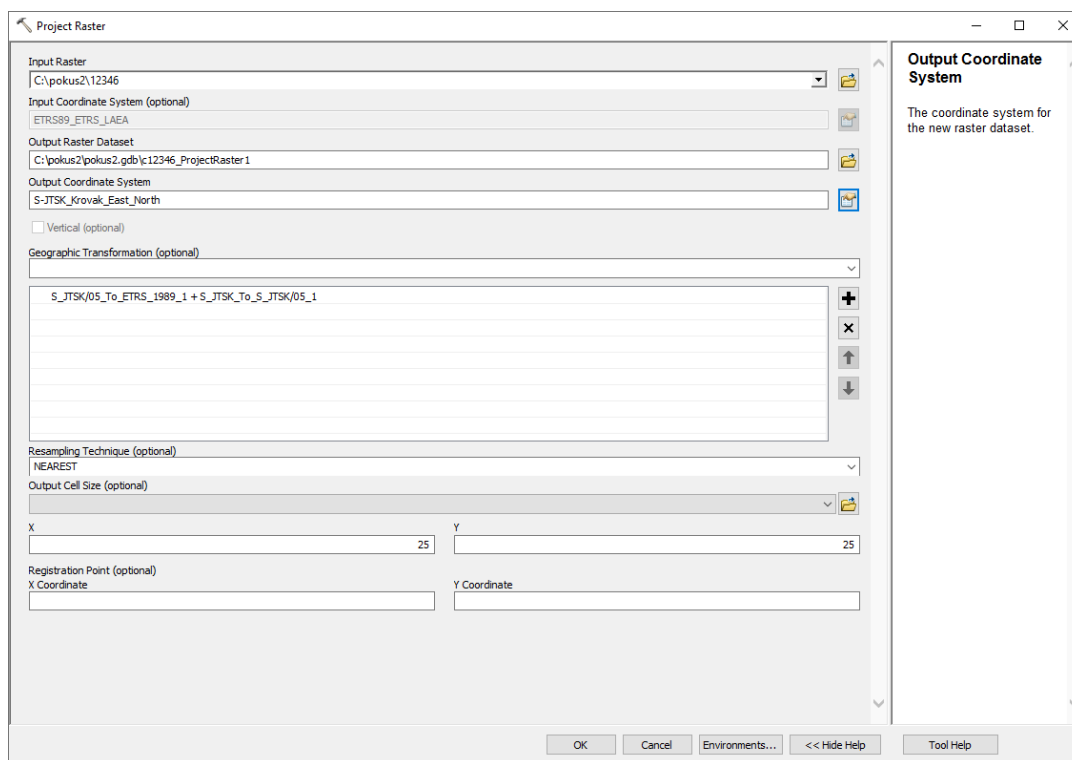 Project Raster
Input Raster
C:\pokus2\12346
Input Coordinate System (optional)
ETRS89_ETRS_LAEA
Output Raster Dataset
C:\pokus2\pokus2.gdb\c12346_ProjectRaster1
Output Coordinate System
S-JTSK_Krovak_East_North
Vertical (optional)
Geographic Transformation (optional)
S_JTSK/05_To_ETRS_1989_1 + S_JTSK_To_S_JTSK/05_1
Resampling Technique (optional)
NEAREST
Output Cell Size (optional)
X Y
25 25
Registration Point (optional)
X Coordinate Y Coordinate
OK Cancel Environments... << Hide Help Tool Help
Output Coordinate
System
The coordinate system for
the new raster dataset.